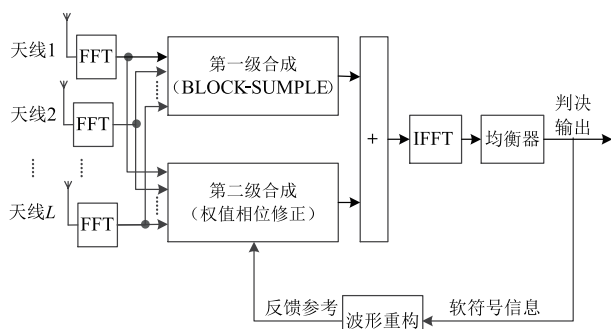 天线1
FFT
天线2
FFT
天线L
FFT
第一级合成
(BLOCK-SUMPLE)
第二级合成
(权值相位修正)
+
IFFT
均衡器
判决
输出
反馈参考
波形重构
软符号信息